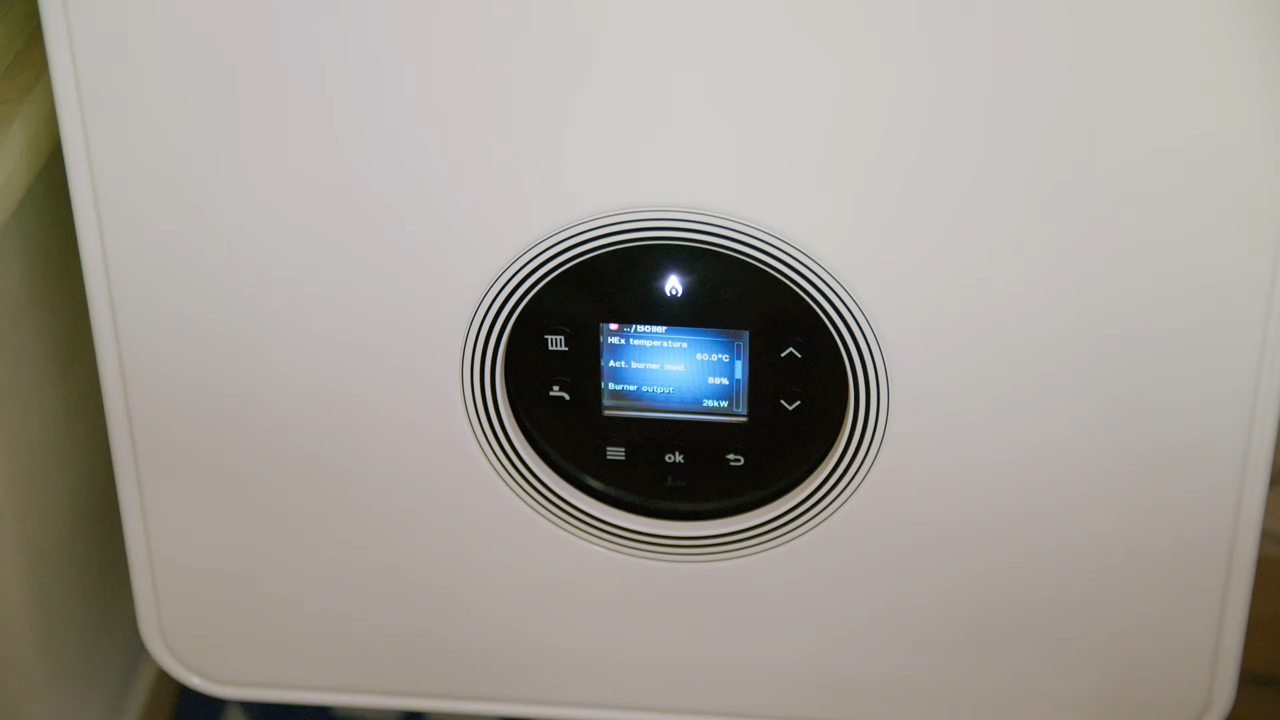 ../Boiler
HEx temperature
60.0°C
Act. burner mod.
88%
Burner output
26kW
ok